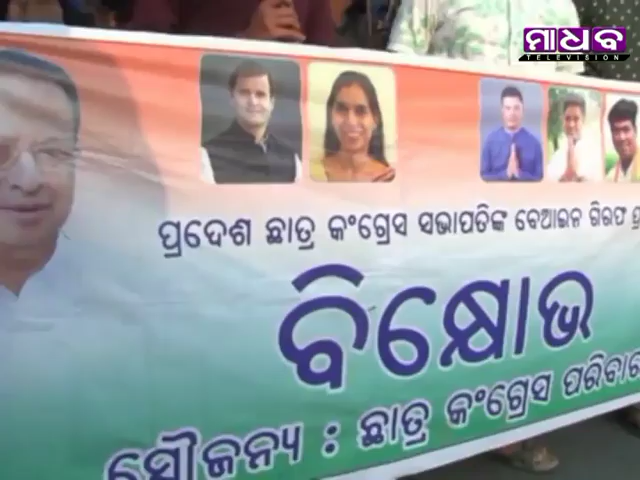 ମାଧବ
TELEVISION
ପ୍ରଦେଶ ଛାତ୍ର କଂଗ୍ରେସ ସଭାପତିଙ୍କ ବେଆଇନ ଗିରଫ
ବିକ୍ଷୋଭ
ସୌଜନ୍ୟ : ଛାତ୍ର କଂଗ୍ରେସ ପରିବାର